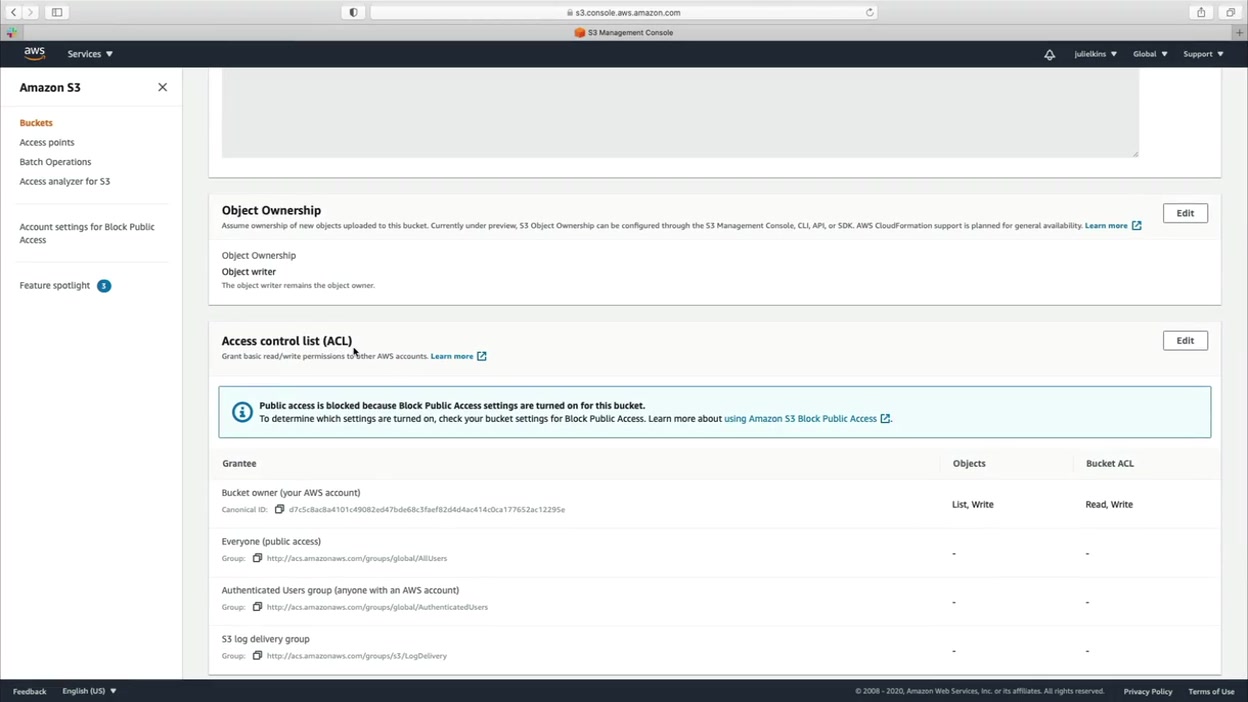 s3.console.aws.amazon.com
S3 Management Console
aws
Services
julielkins
Global
Support
Amazon S3
Buckets
Access points
Batch Operations
Access analyzer for S3
Account settings for Block Public
Access
Feature spotlight 3
Object Ownership
Edit
Assume ownership of new objects uploaded to this bucket. Currently under preview, S3 Object Ownership can be configured through the S3 Management Console, CLI, API, or SDK. AWS CloudFormation support is planned for general availability. Learn more
Object Ownership
Object writer
The object writer remains the object owner.
Access control list (ACL)
Edit
Grant basic read/write permissions to other AWS accounts. Learn more
Public access is blocked because Block Public Access settings are turned on for this bucket.
To determine which settings are turned on, check your bucket settings for Block Public Access. Learn more about using Amazon S3 Block Public Access.
Grantee Objects Bucket ACL
Bucket owner (your AWS account)
Canonical ID: d7c5c8ac8a4101c49082ed47bde68c3faef82d4d4ac414c0ca177652ac12295e
List, Write Read, Write
Everyone (public access)
Group: http://acs.amazonaws.com/groups/global/AllUsers
- -
Authenticated Users group (anyone with an AWS account)
Group: http://acs.amazonaws.com/groups/global/AuthenticatedUsers
- -
S3 log delivery group
Group: http://acs.amazonaws.com/groups/s3/LogDelivery
- -
Feedback English (US) © 2008 - 2020, Amazon Web Services, Inc. or its affiliates. All rights reserved. Privacy Policy Terms of Use